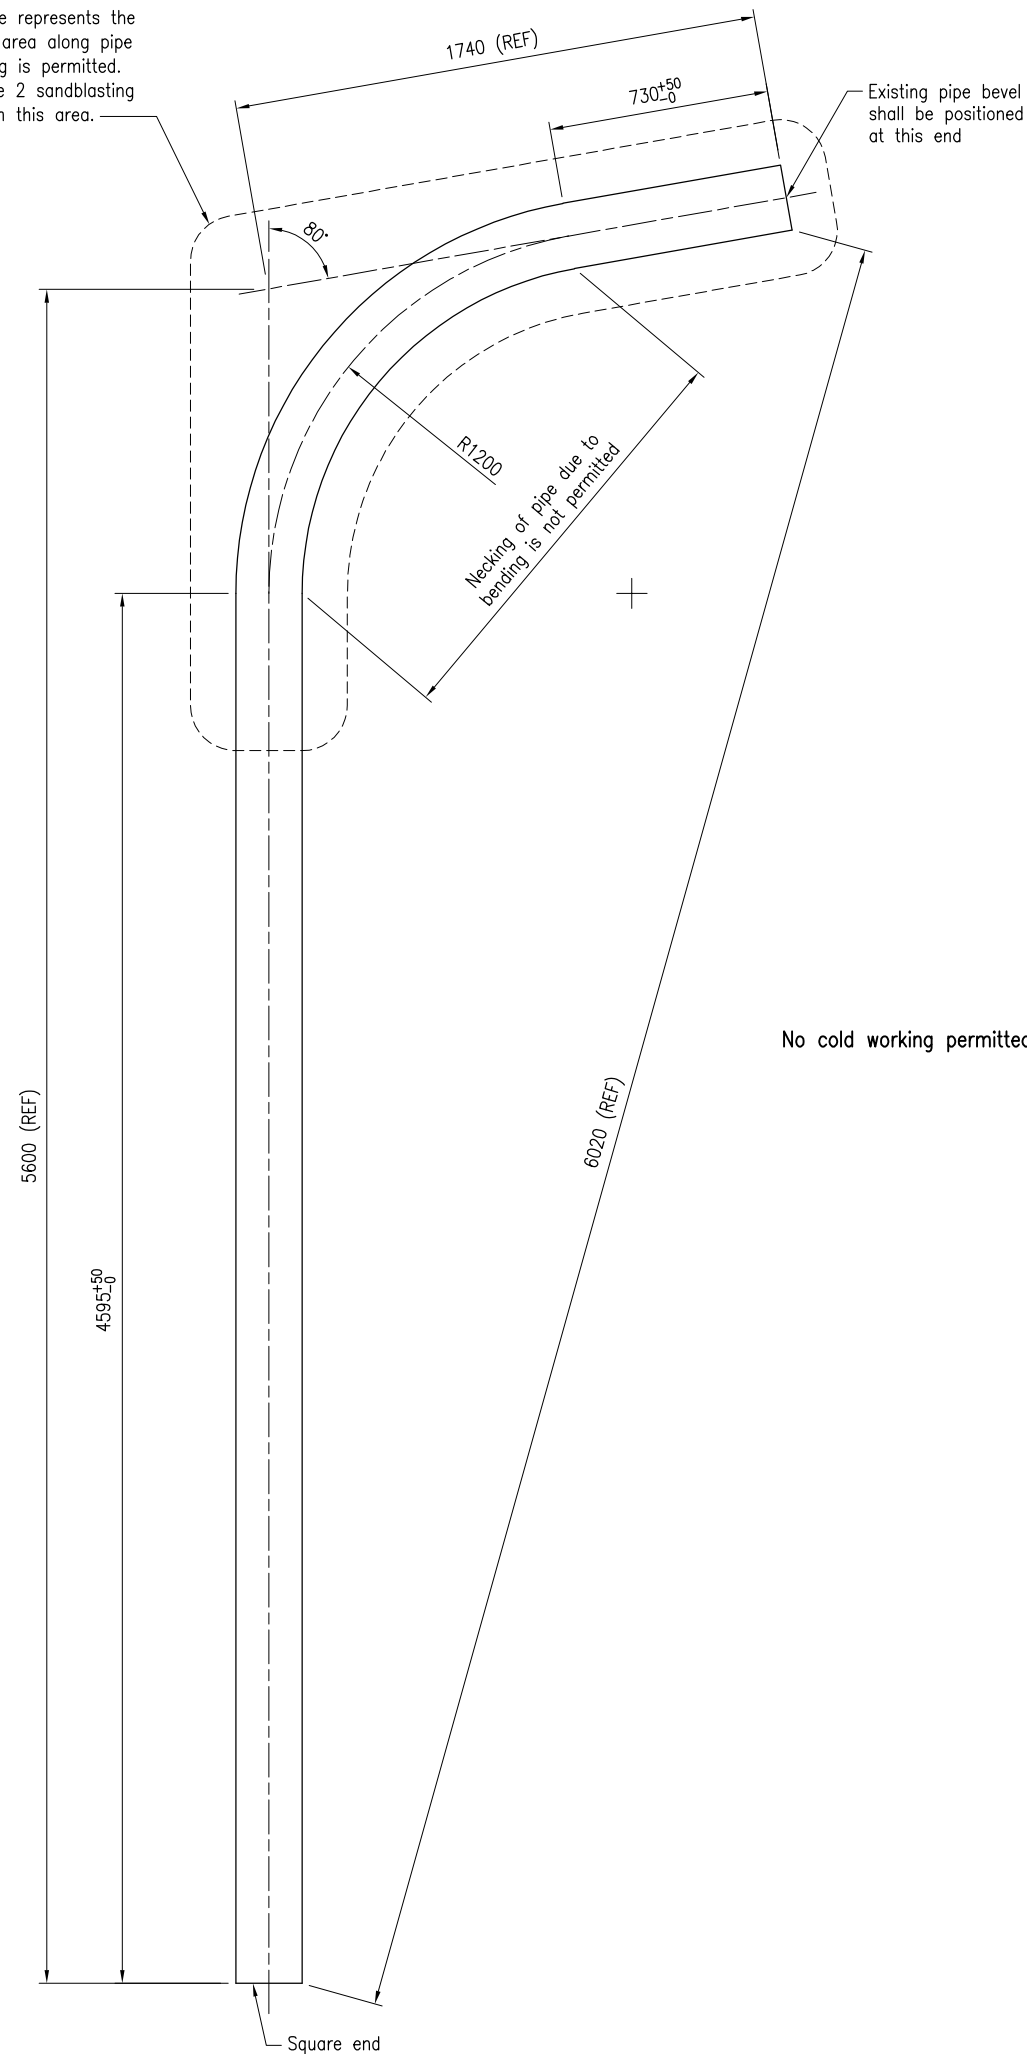 e represents the
area along pipe
g is permitted.
e 2 sandblasting
n this area.
1740 (REF)
730+50-0
Existing pipe bevel
shall be positioned
at this end
80°
R1200
Necking of pipe due to
bending is not permitted
No cold working permitted
5600 (REF)
6020 (REF)
4595+50-0
Square end